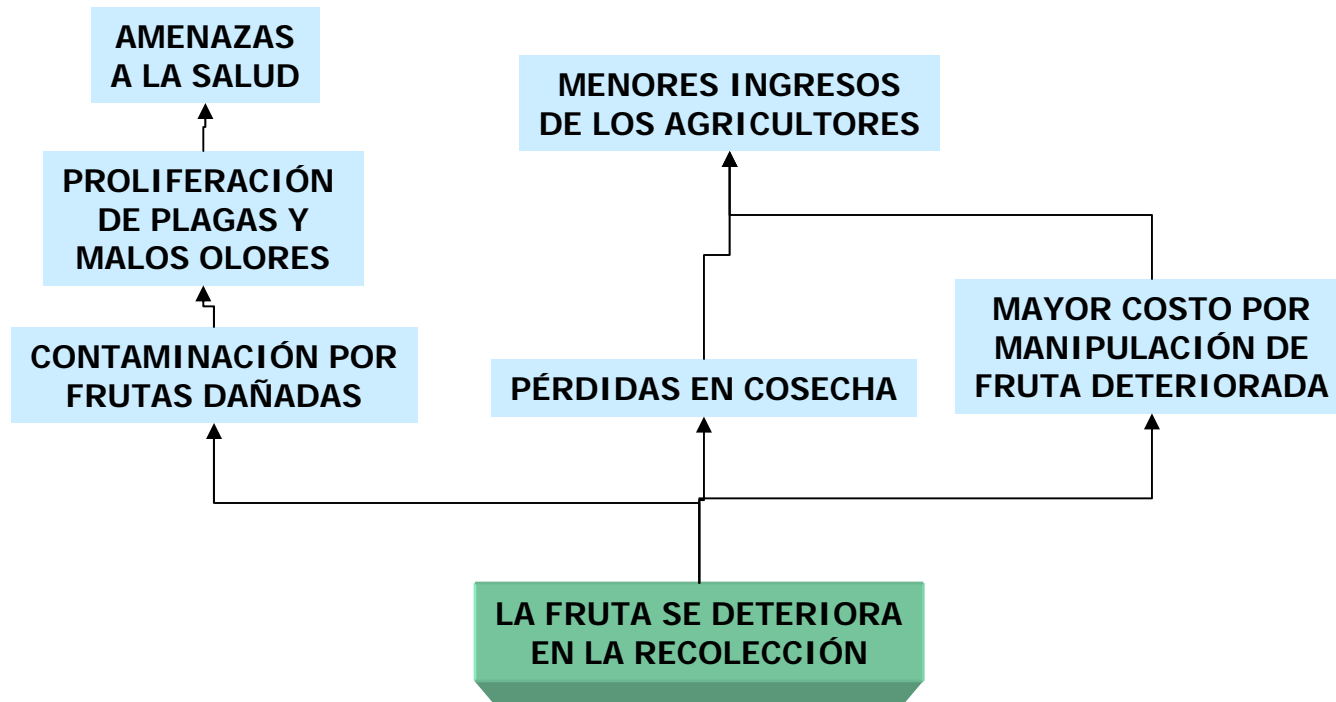 AMENAZAS
A LA SALUD
MENORES INGRESOS
DE LOS AGRICULTORES
PROLIFERACIÓN
DE PLAGAS Y
MALOS OLORES
CONTAMINACIÓN POR
FRUTAS DAÑADAS
PÉRDIDAS EN COSECHA
MAYOR COSTO POR
MANIPULACIÓN DE
FRUTA DETERIORADA
LA FRUTA SE DETERIORA
EN LA RECOLECCIÓN